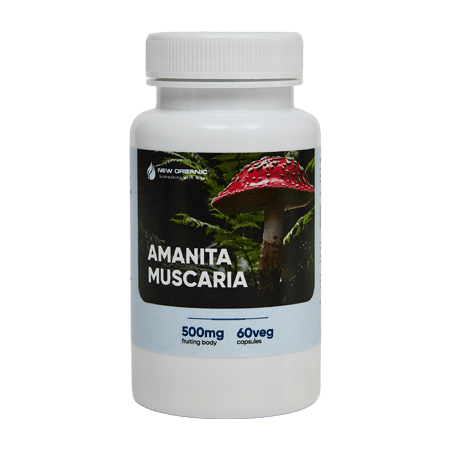 NEW ORGANIC
AMANITA
MUSCARIA
500mg
fruiting body
60veg
capsules